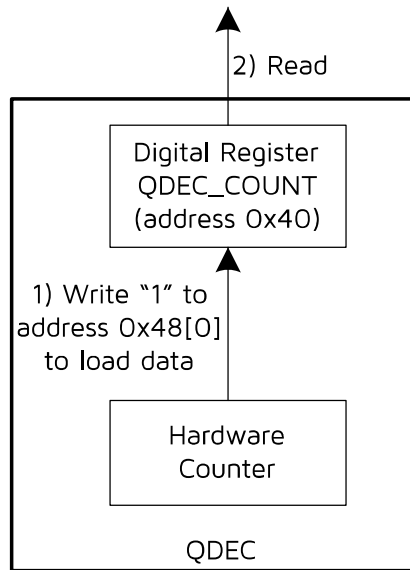 2) Read
Digital Register
QDEC_COUNT
(address 0x40)
1) Write “1” to
address 0x48[0]
to load data
Hardware
Counter
QDEC